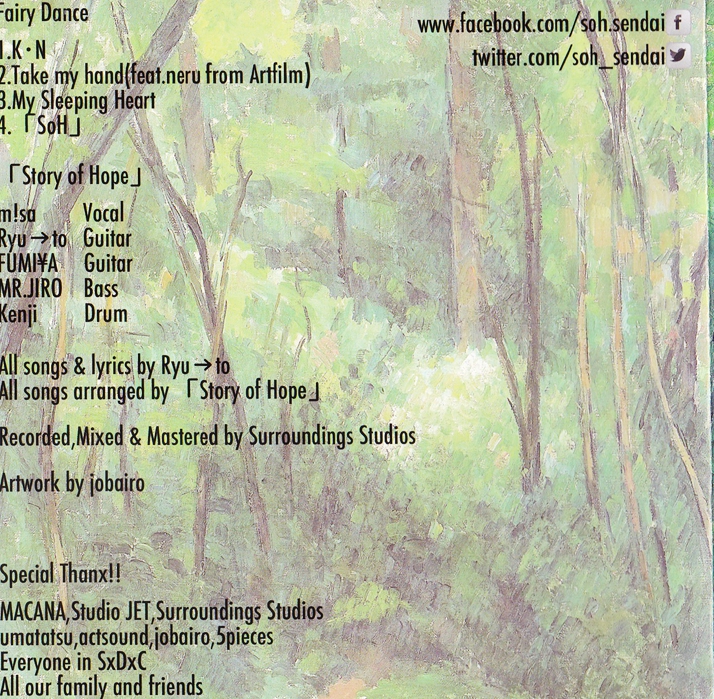 Fairy Dance
www.facebook.com/soh.sendai
twitter.com/soh_sendai
1.K・N
2.Take my hand(feat.neru from Artfilm)
3.My Sleeping Heart
4.「SoH」
「Story of Hope」
m!sa Vocal
Ryu→to Guitar
FUMI¥A Guitar
MR.JIRO Bass
Kenji Drum
All songs & lyrics by Ryu→to
All songs arranged by 「Story of Hope」
Recorded,Mixed & Mastered by Surroundings Studios
Artwork by jobairo
Special Thanx!!
MACANA,Studio JET,Surroundings Studios
umatatsu,actsound,jobairo,5pieces
Everyone in SxDxC
All our family and friends